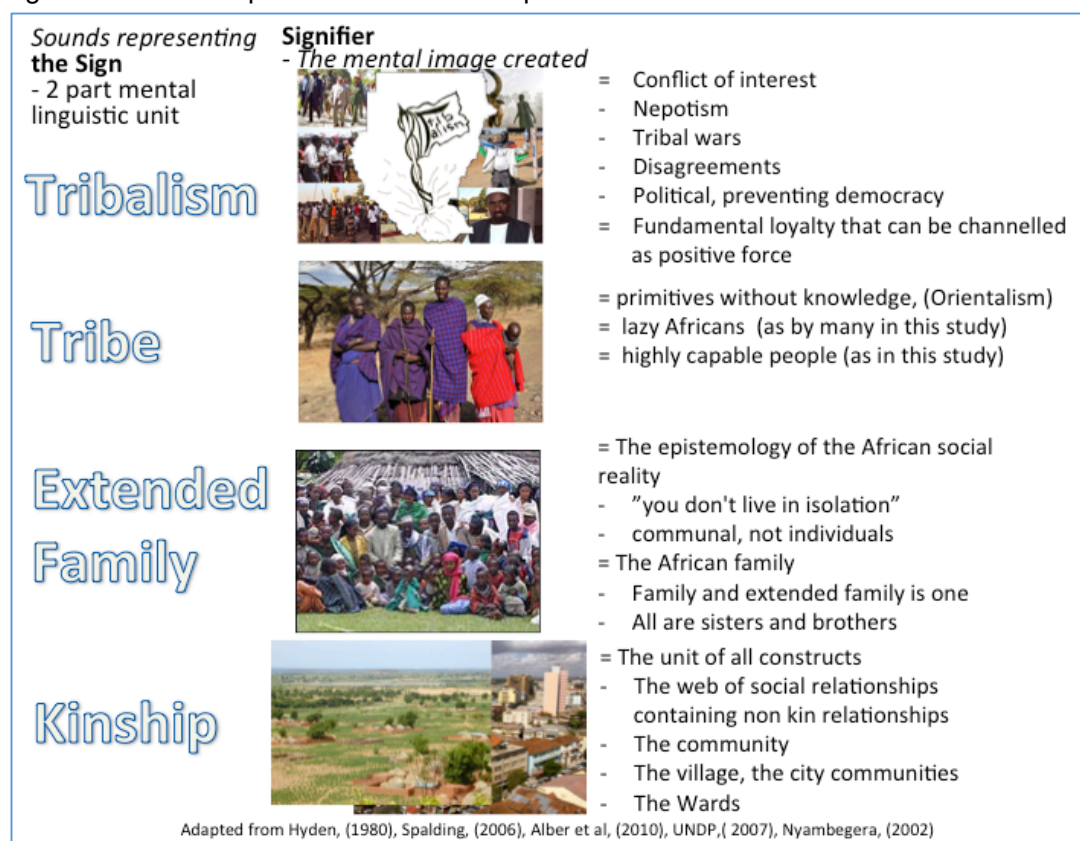 Sounds representing
the Sign
- 2 part mental
linguistic unit
Signifier
- The mental image created
Tribalism
trib
alism
= Conflict of interest
- Nepotism
- Tribal wars
- Disagreements
- Political, preventing democracy
= Fundamental loyalty that can be channelled
as positive force
Tribe
= primitives without knowledge, (Orientalism)
= lazy Africans (as by many in this study)
= highly capable people (as in this study)
Extended
Family
= The epistemology of the African social
reality
- ”you don't live in isolation”
- communal, not individuals
= The African family
- Family and extended family is one
- All are sisters and brothers
Kinship
= The unit of all constructs
- The web of social relationships
containing non kin relationships
- The community
- The village, the city communities
- The Wards
Adapted from Hyden, (1980), Spalding, (2006), Alber et al, (2010), UNDP,( 2007), Nyambegera, (2002)